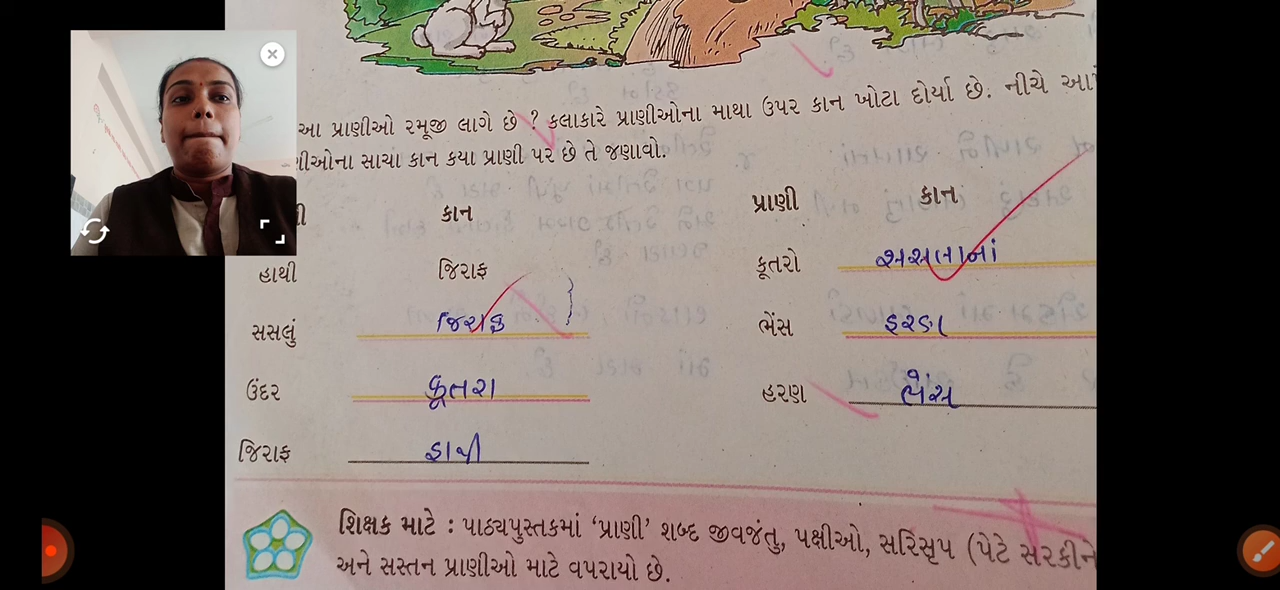 આ પ્રાણીઓ રમૂજી લાગે છે ? કલાકારે પ્રાણીઓના માથા ઉપર કાન ખોટા દોર્યા છે. નીચે
સાચા કાન કયા પ્રાણી પર છે તે જણાવો.
કાન પ્રાણી કાન
હાથી જિરાફ કૂતરો સસલાનાં
સસલું જિરાફ ભેંસ હરણ
ઉંદર કૂતરા હરણ ભેંસ
જિરાફ હાથી
શિક્ષક માટે : પાઠ્યપુસ્તકમાં ‘પ્રાણી’ શબ્દ જીવજંતુ, પક્ષીઓ, સરિસૃપ (પેટે સરકીને
અને સસ્તન પ્રાણીઓ માટે વપરાયો છે.